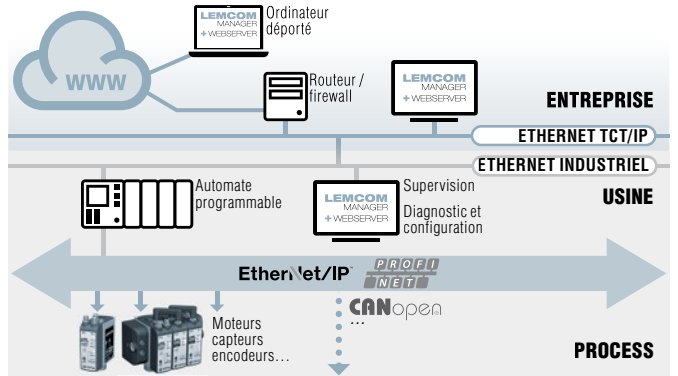 LEMCOM
MANAGER
+ WEBSERVER
Ordinateur
déporté
WWW
Routeur /
firewall
LEMCOM
MANAGER
+ WEBSERVER
ENTREPRISE
ETHERNET TCT/IP
ETHERNET INDUSTRIEL
USINE
Automate
programmable
LEMCOM
MANAGER
+ WEBSERVER
Supervision
Diagnostic et
configuration
EtherNet/IP™
PROFI
NET
CANopen
...
Moteurs
capteurs
encodeurs...
PROCESS